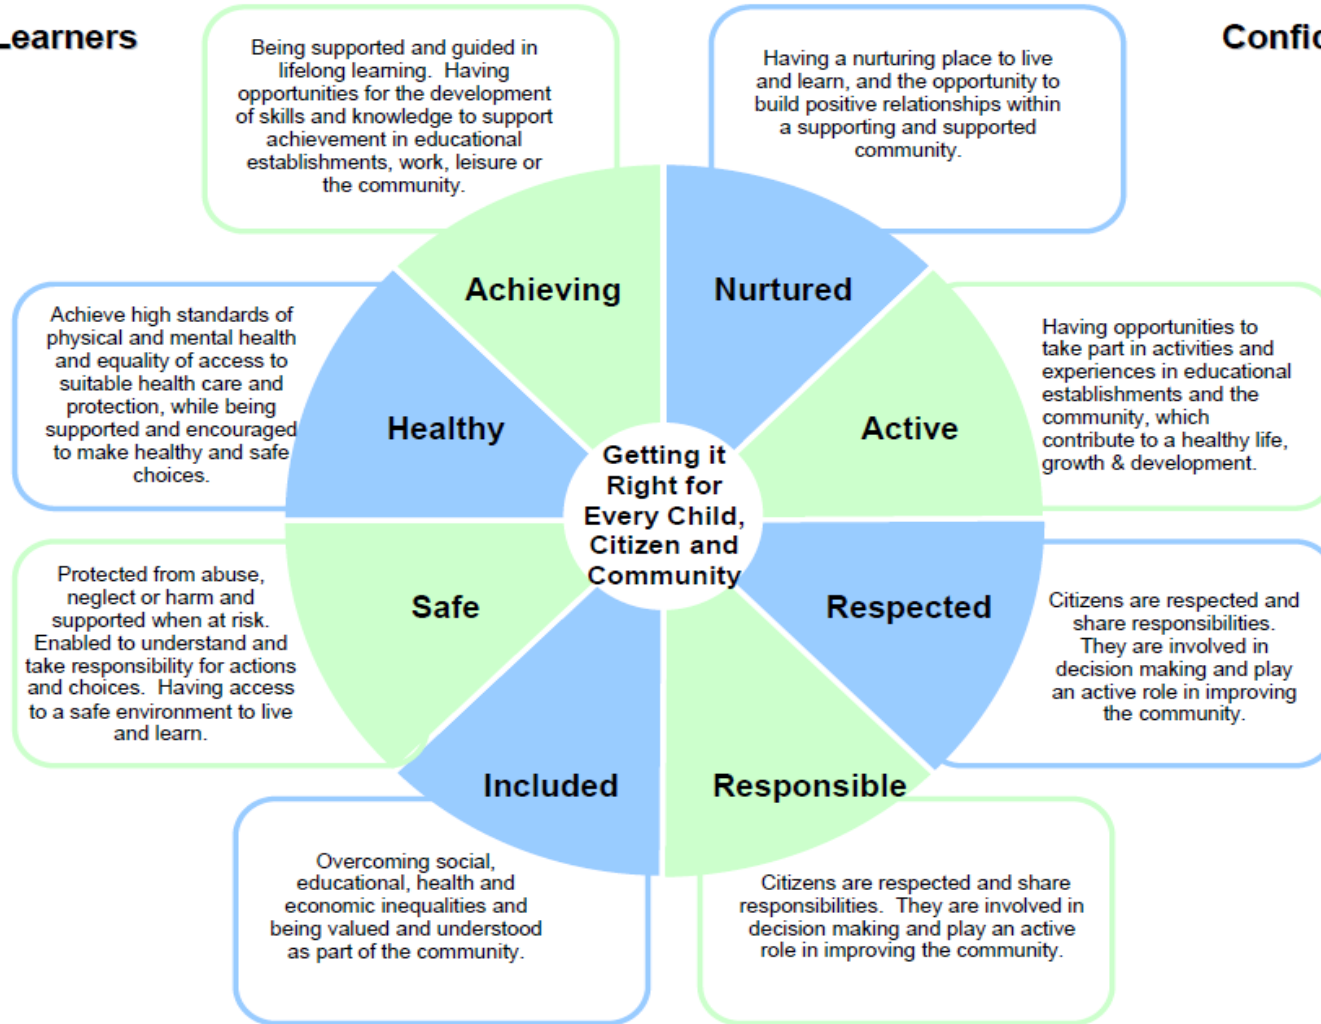 Learners
Confid
Being supported and guided in
lifelong learning.  Having
opportunities for the development
of skills and knowledge to support
achievement in educational
establishments, work, leisure or
the community.
Having a nurturing place to live
and learn, and the opportunity to
build positive relationships within
a supporting and supported
community.
Achieving
Nurtured
Achieve high standards of
physical and mental health
and equality of access to
suitable health care and
protection, while being
supported and encouraged
to make healthy and safe
choices.
Healthy
Active
Having opportunities to
take part in activities and
experiences in educational
establishments and the
community, which
contribute to a healthy life,
growth & development.
Getting it
Right for
Every Child,
Citizen and
Community
Protected from abuse,
neglect or harm and
supported when at risk.
Enabled to understand and
take responsibility for actions
and choices.  Having access
to a safe environment to live
and learn.
Safe
Respected
Citizens are respected and
share responsibilities.
They are involved in
decision making and play
an active role in improving
the community.
Included
Responsible
Overcoming social,
educational, health and
economic inequalities and
being valued and understood
as part of the community.
Citizens are respected and share
responsibilities.  They are involved in
decision making and play an active
role in improving the community.